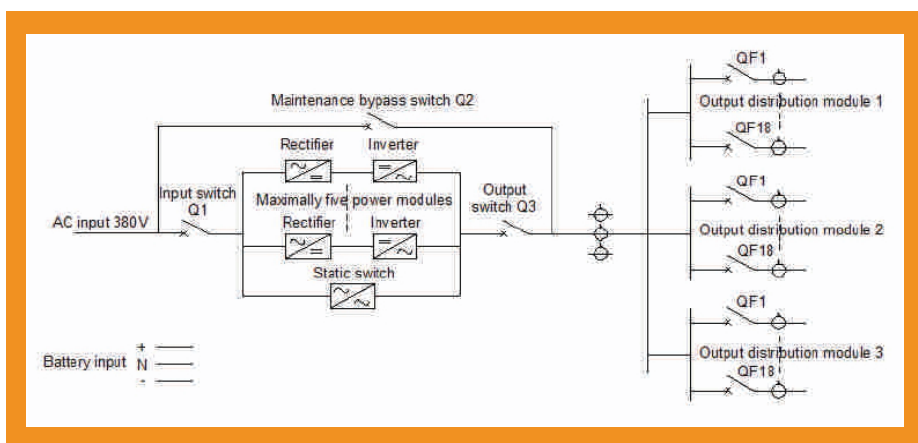 QF1
Output distribution module 1
QF18
Maintenance bypass switch Q2
Rectifier
Inverter
Input switch
Q1
Maximally five power modules
Output
switch Q3
AC input 380V
Rectifier
Inverter
Static switch
QF1
Output distribution module 2
QF18
QF1
Output distribution module 3
QF18
+
Battery input N
-